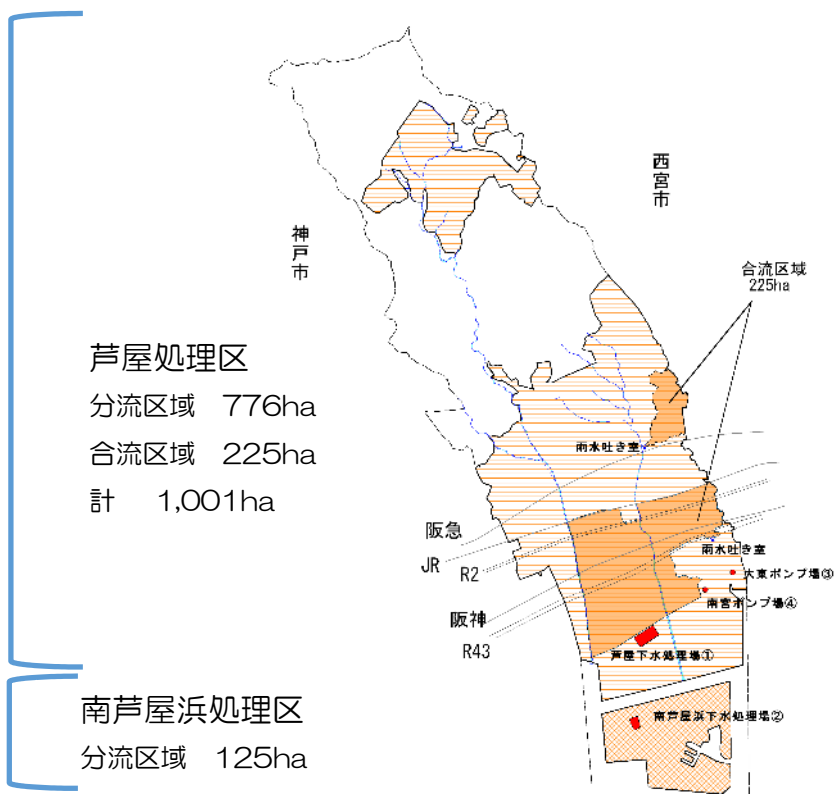 西宮市
神戸市
合流区域
225ha
芦屋処理区
分流区域 776ha
合流区域 225ha
計 1,001ha
雨水吐き室
阪急
雨水吐き室
JR
R2
大東ポンプ場③
南宮ポンプ場④
阪神
R43
芦屋下水処理場①
南芦屋浜処理区
分流区域 125ha
南芦屋浜下水処理場②